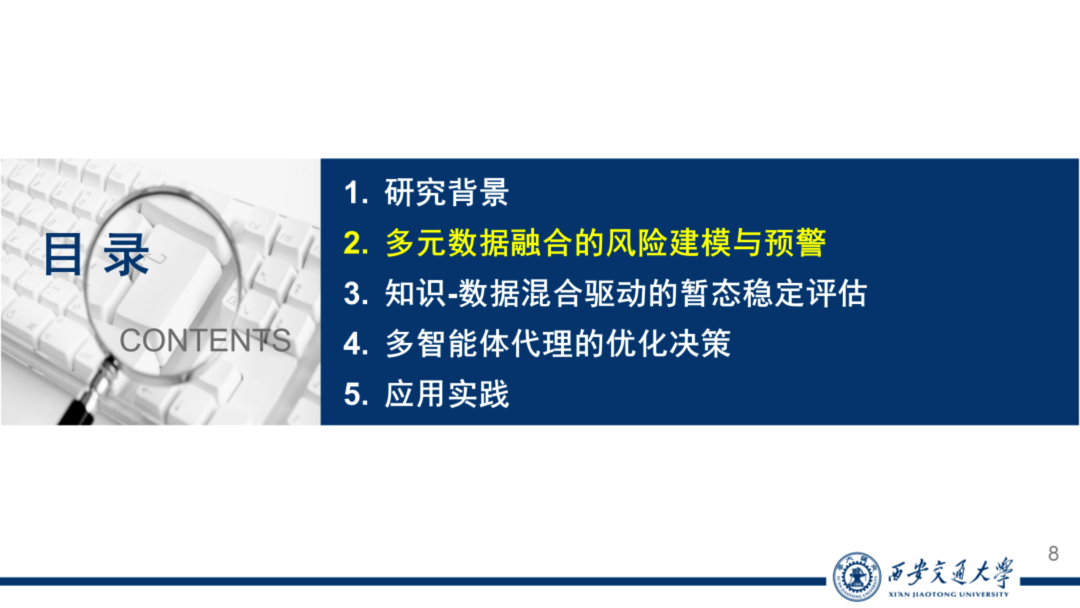 目 录
CONTENTS
1. 研究背景
2. 多元数据融合的风险建模与预警
3. 知识-数据混合驱动的暂态稳定评估
4. 多智能体代理的优化决策
5. 应用实践
西安交通大学
XI'AN JIAOTONG UNIVERSITY
8